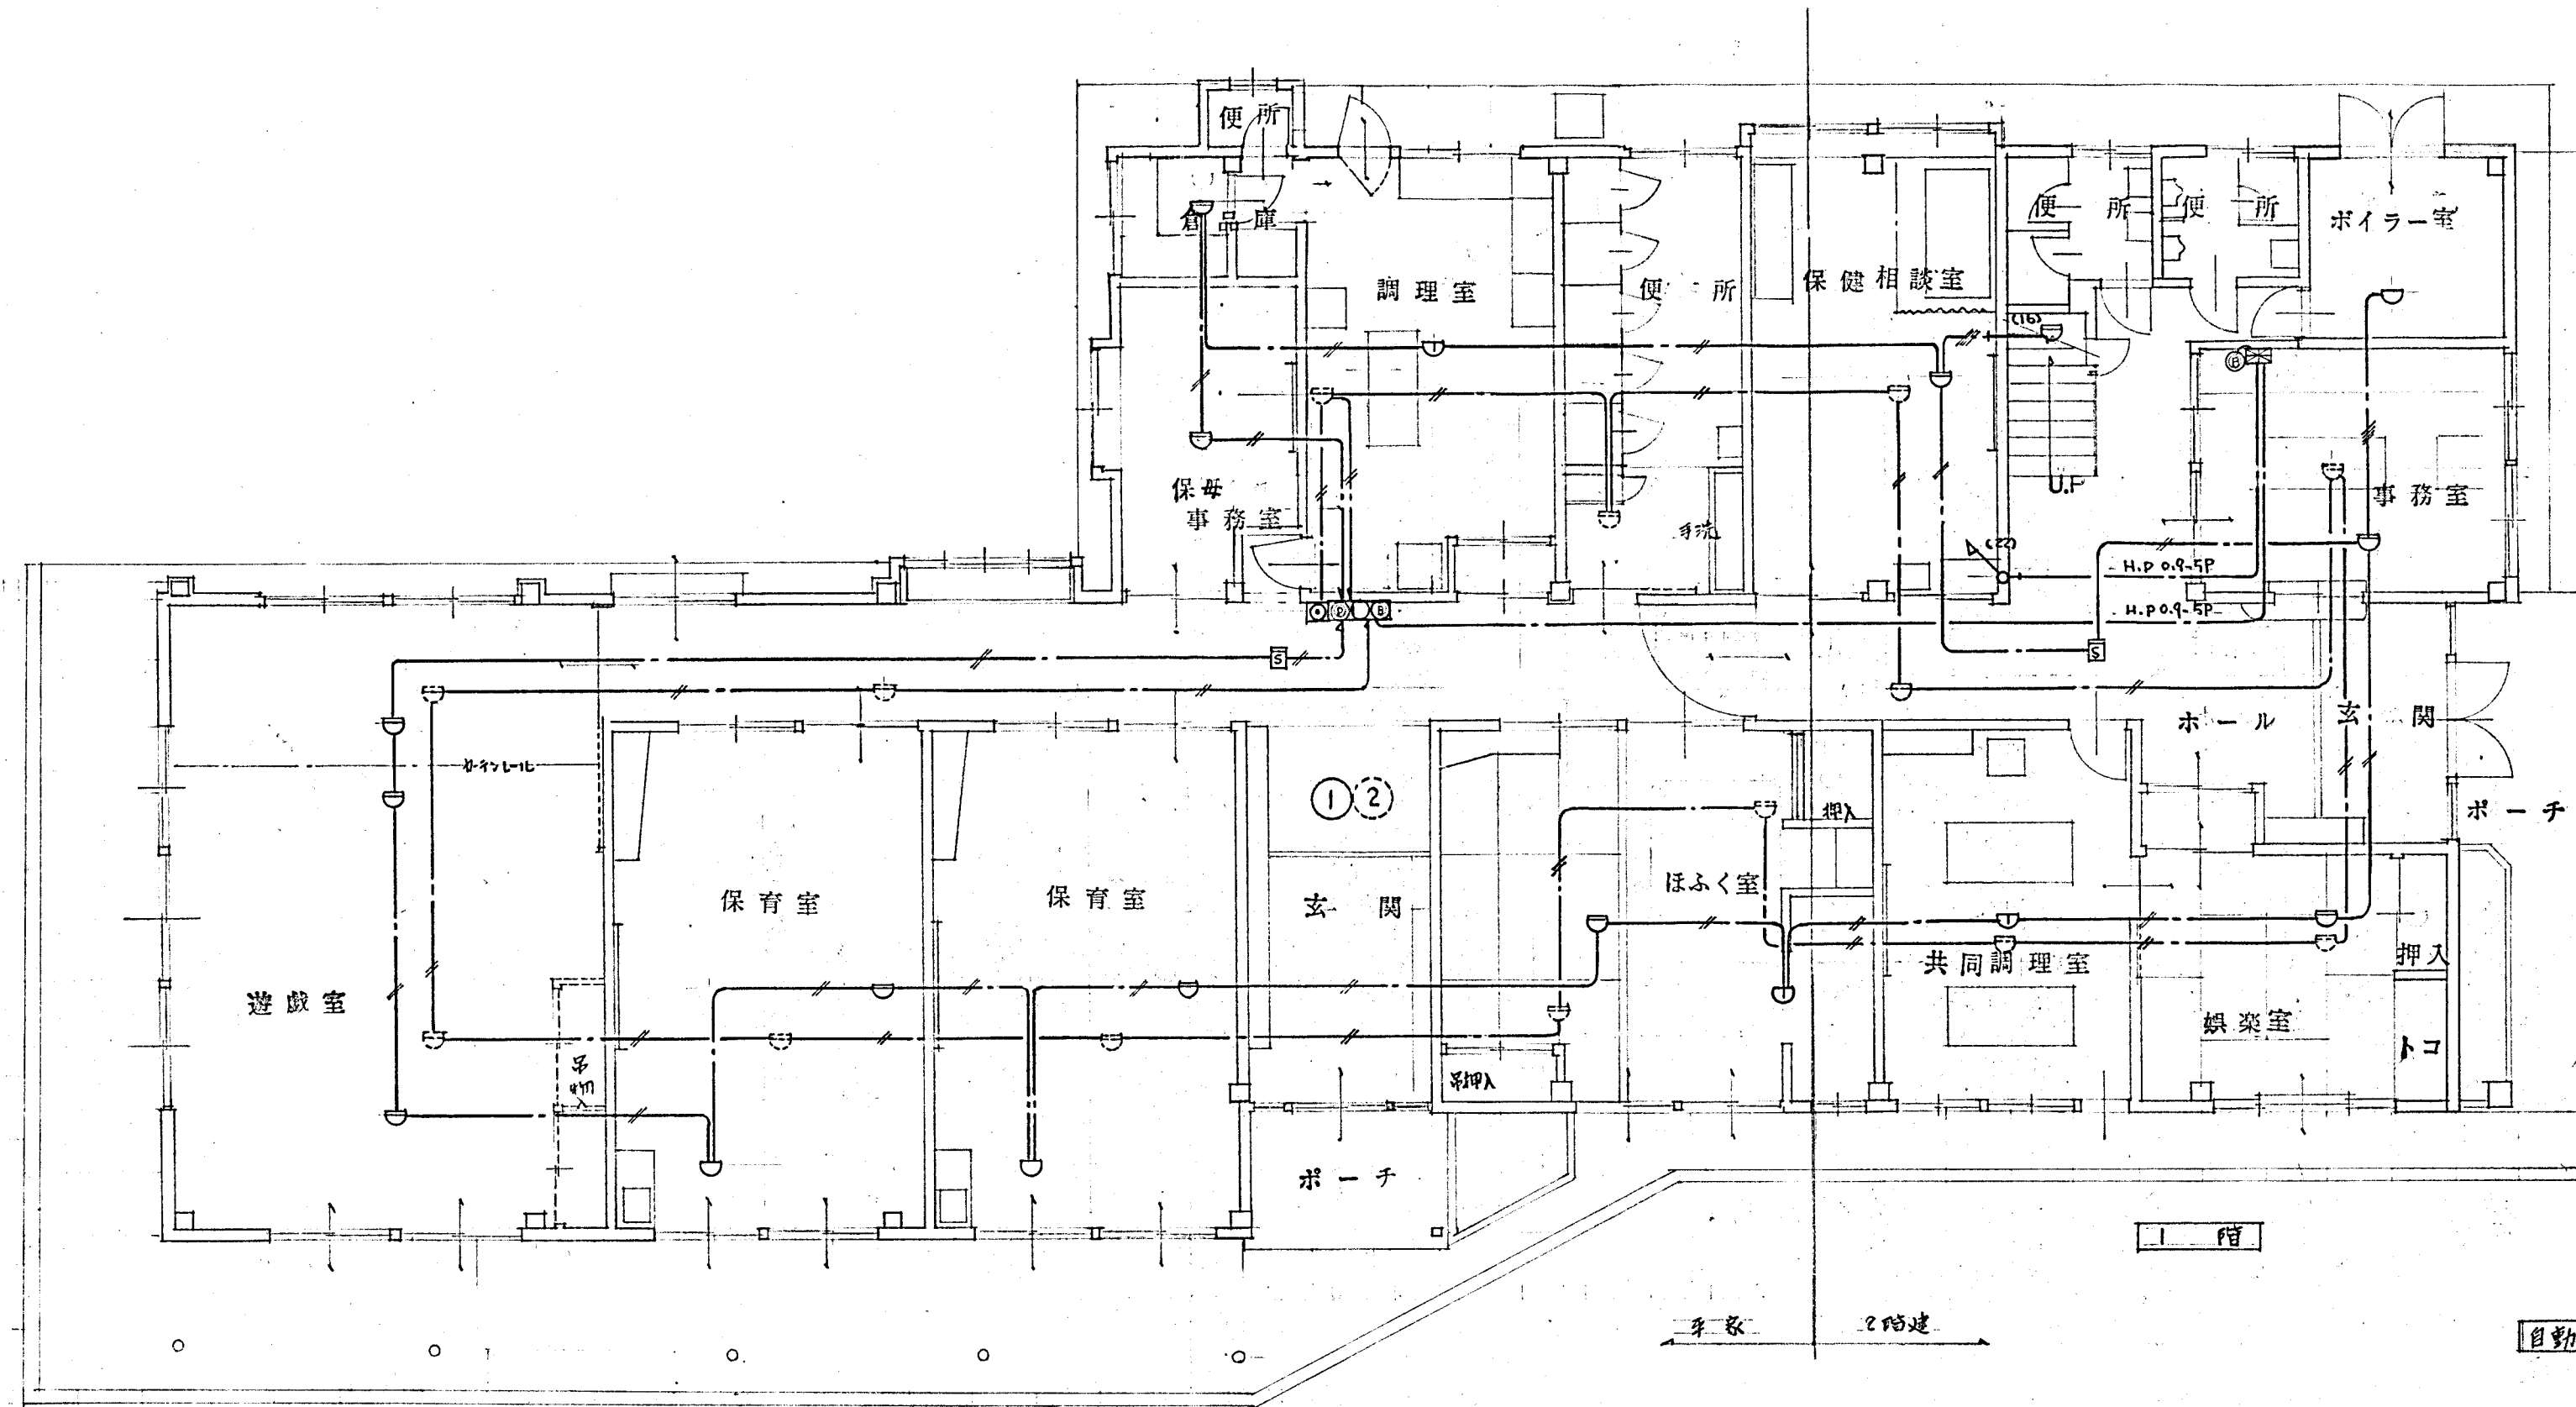 便所
倉品庫
調理室
便所
保健相談室
便所
便所
ボイラー室
(16)
B
保母
事務室
手洗
U.P
事務室
(22)
H.P 0.9-5P
H.P 0.9-5P
P
B
S
S
カーテンレール
ホール
玄関
ポーチ
1
2
押入
保育室
保育室
玄関
ほふく室
共同調理室
押入
遊戯室
娯楽室
トコ
吊物入
吊押入
ポーチ
1階
平家
2階建
自動